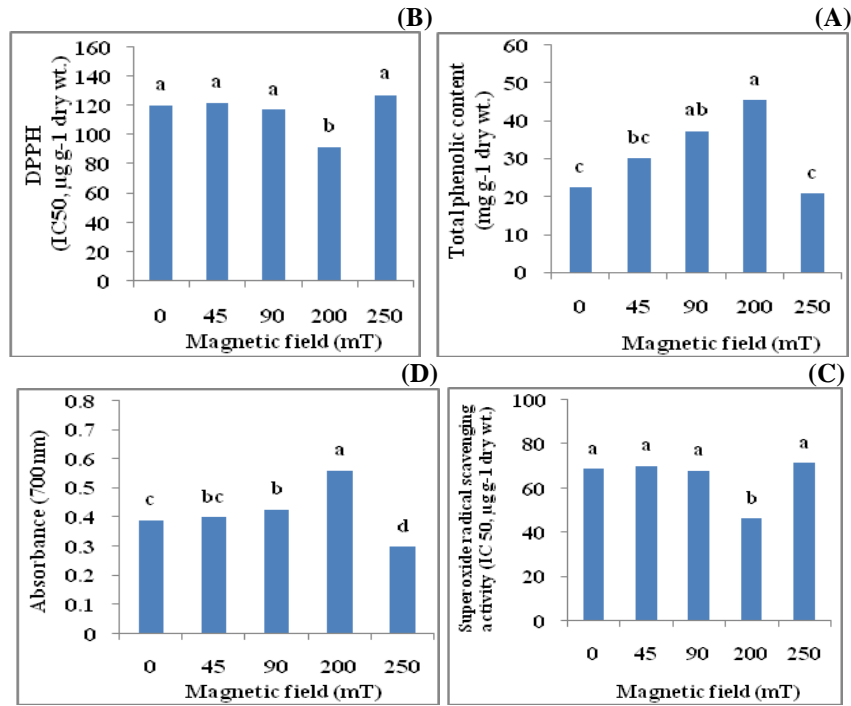 (B)
DPPH
(IC50, µg g-1 dry wt.)
160
140
120
100
80
60
40
20
0
a
a
a
b
a
0 45 90 200 250
Magnetic field (mT)
(A)
Total phenolic content
(mg g-1 dry wt.)
60
50
40
30
20
10
0
c
bc
ab
a
c
0 45 90 200 250
Magnetic field (mT)
(D)
Absorbance (700nm)
0.8
0.7
0.6
0.5
0.4
0.3
0.2
0.1
0
c
bc
b
a
d
0 45 90 200 250
Magnetic field (mT)
(C)
Superoxide radical scavenging
activity (IC 50, µg g-1 dry wt.)
100
80
60
40
20
0
a
a
a
b
a
0 45 90 200 250
Magnetic field (mT)